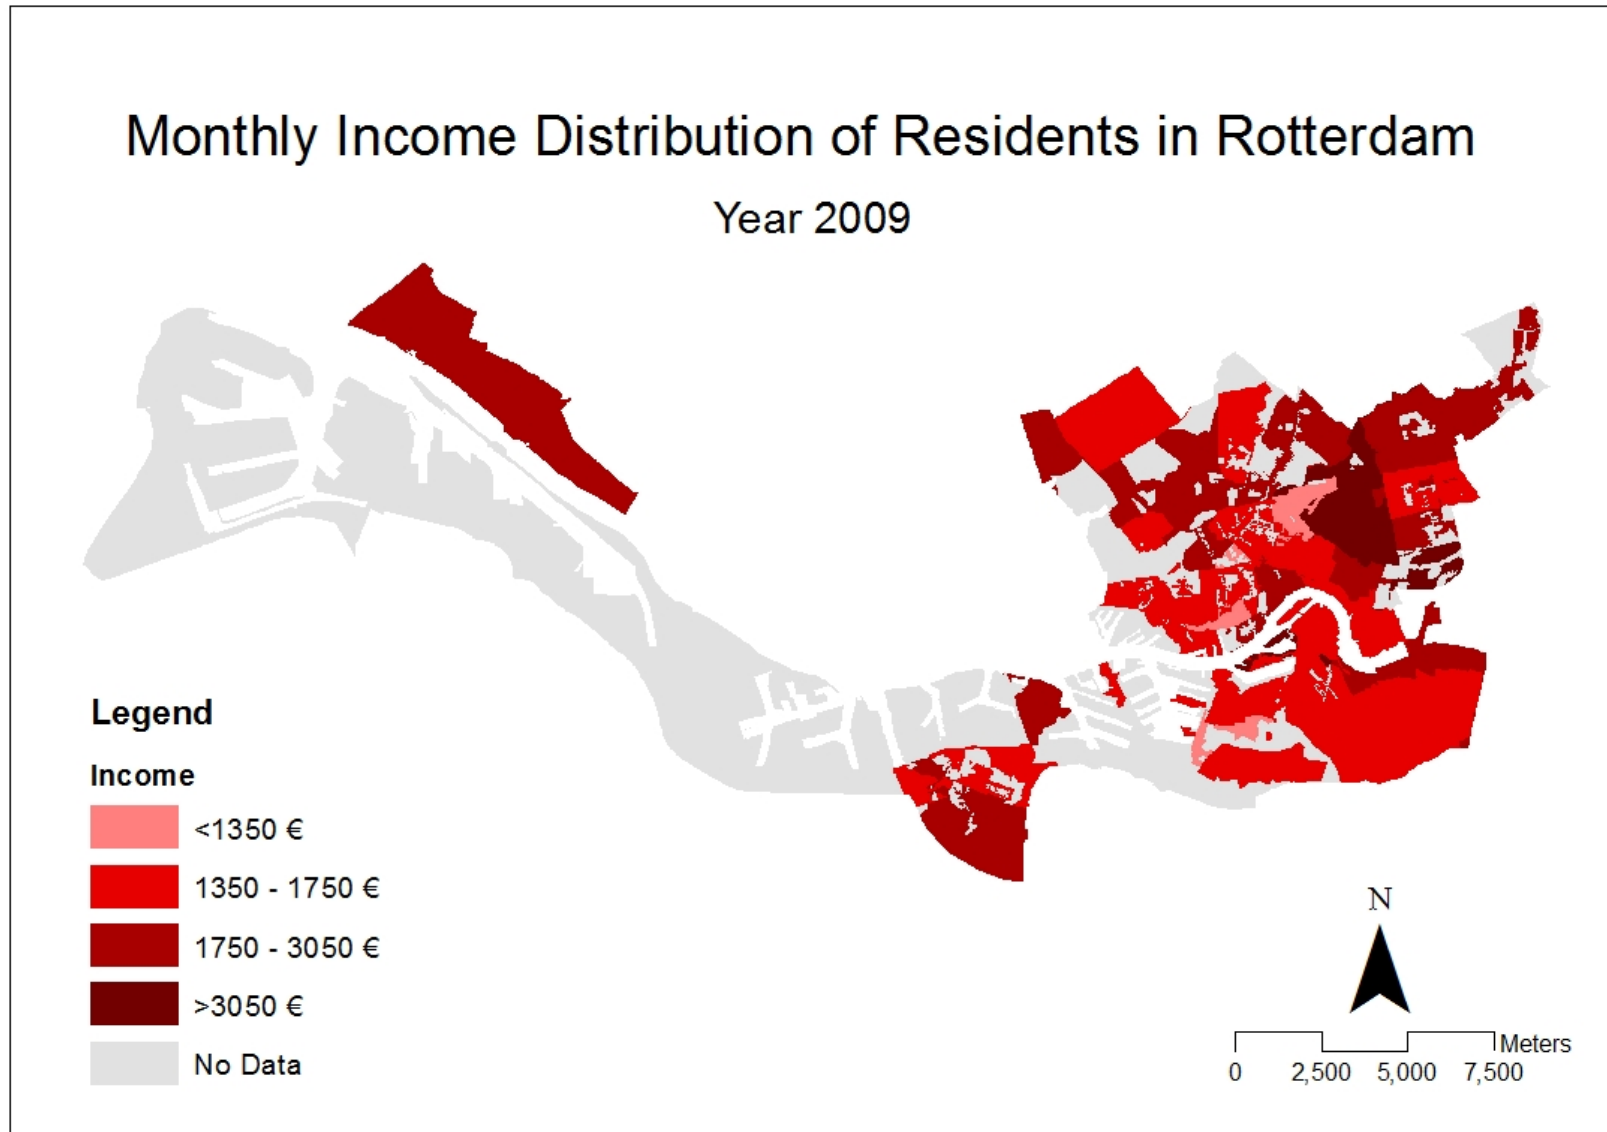 Monthly Income Distribution of Residents in Rotterdam
Year 2009
Legend
Income
<1350 €
1350 - 1750 €
1750 - 3050 €
>3050 €
No Data
N
Meters
0 2,500 5,000 7,500